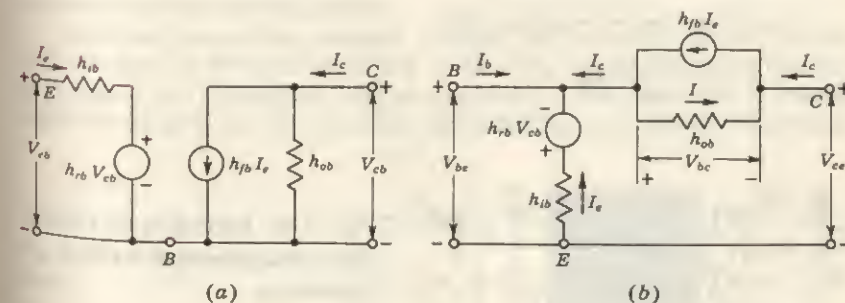 I_e
+
E
h_ib
V_eb
h_rb V_cb
+
-
-
B
h_fb I_e
h_ob
I_c
C
+
V_cb
-
(a)
h_fb I_e
I_b
I_c
I
I_c
B
+
-
h_rb V_cb
+
h_ob
V_bc
+
-
C
+
V_be
h_ib
I_e
V_ce
-
E
-
(b)